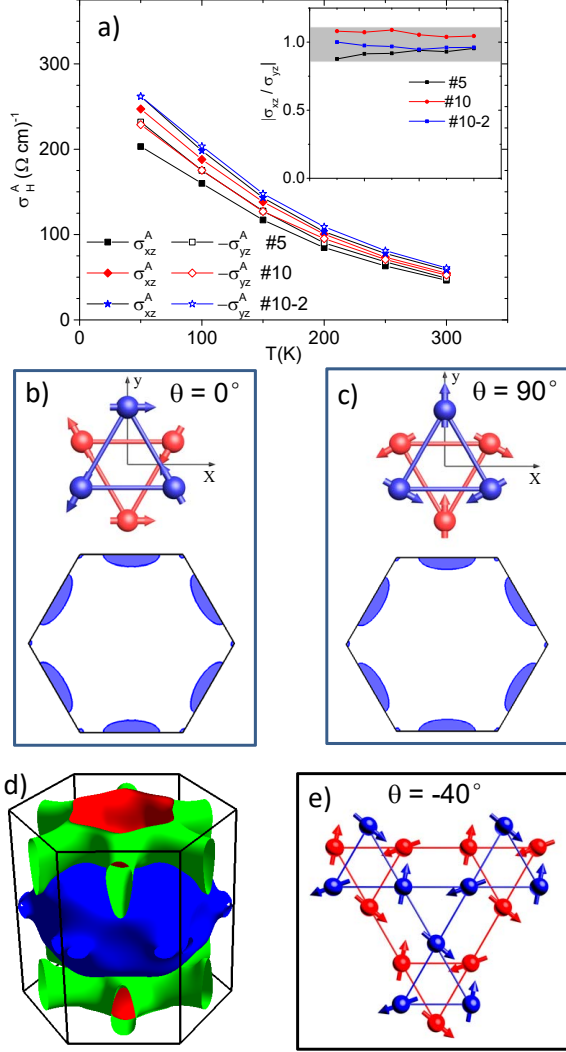 a)
σ_H^A (Ω cm)⁻¹
300
200
100
0
|σ_xz / σ_yz|
1.0
0.5
0.0
#5
#10
#10-2
σ_xz^A −σ_yz^A #5
σ_xz^A −σ_yz^A #10
σ_xz^A −σ_yz^A #10-2
0 100 200 300
T(K)
b) y θ = 0°
X
c) y θ = 90°
X
d)
e) θ = -40°